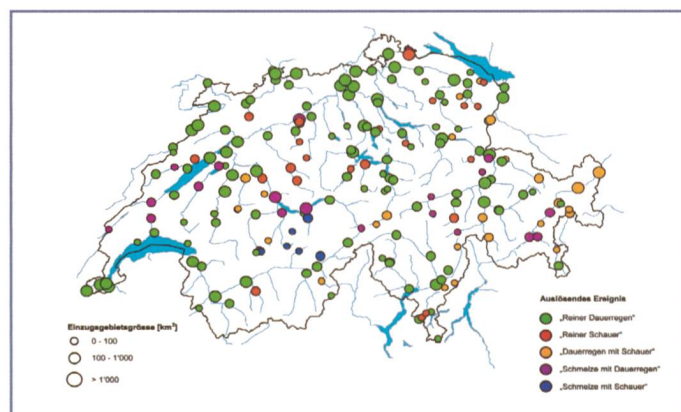 Auslösendes Ereignis
„Reiner Dauerregen"
„Reiner Schauer"
„Dauerregen mit Schauer"
„Schmelze mit Dauerregen"
„Schmelze mit Schauer"
Einzugsgebietsgrösse [km²]
0 - 100
100 - 1'000
> 1'000